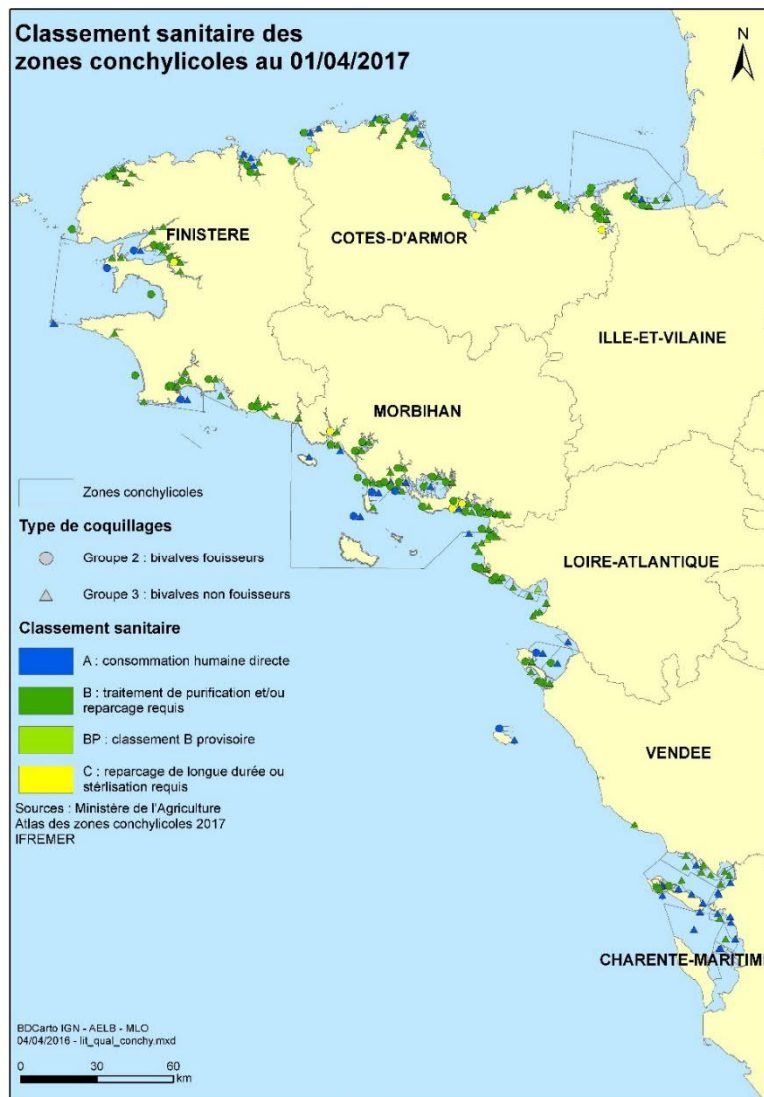 Classement sanitaire des
zones conchylicoles au 01/04/2017
N
FINISTERE
COTES-D'ARMOR
ILLE-ET-VILAINE
MORBIHAN
LOIRE-ATLANTIQUE
VENDEE
CHARENTE-MARITIM
Zones conchylicoles
Type de coquillages
Groupe 2 : bivalves fouisseurs
Groupe 3 : bivalves non fouisseurs
Classement sanitaire
A : consommation humaine directe
B : traitement de purification et/ou
reparcage requis
BP : classement B provisoire
C : reparcage de longue durée ou
stérilisation requis
Sources : Ministère de l'Agriculture
Atlas des zones conchylicoles 2017
IFREMER
BDCarto IGN - AELB - MLO
04/04/2016 - lit_qual_conchy.mxd
0 30 60
km